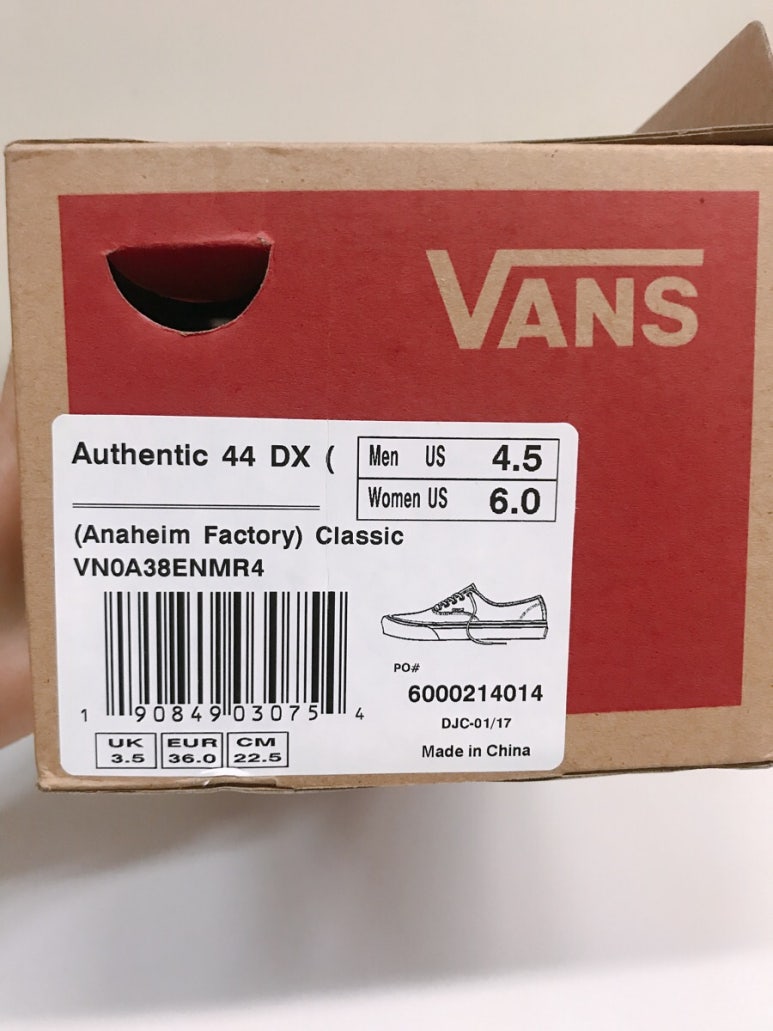 VANS
Authentic 44 DX (
Men US 4.5
Women US 6.0
(Anaheim Factory) Classic
VN0A38ENMR4
1 90849 03075 4
PO#
6000214014
DJC-01/17
Made in China
UK 3.5
EUR 36.0
CM 22.5